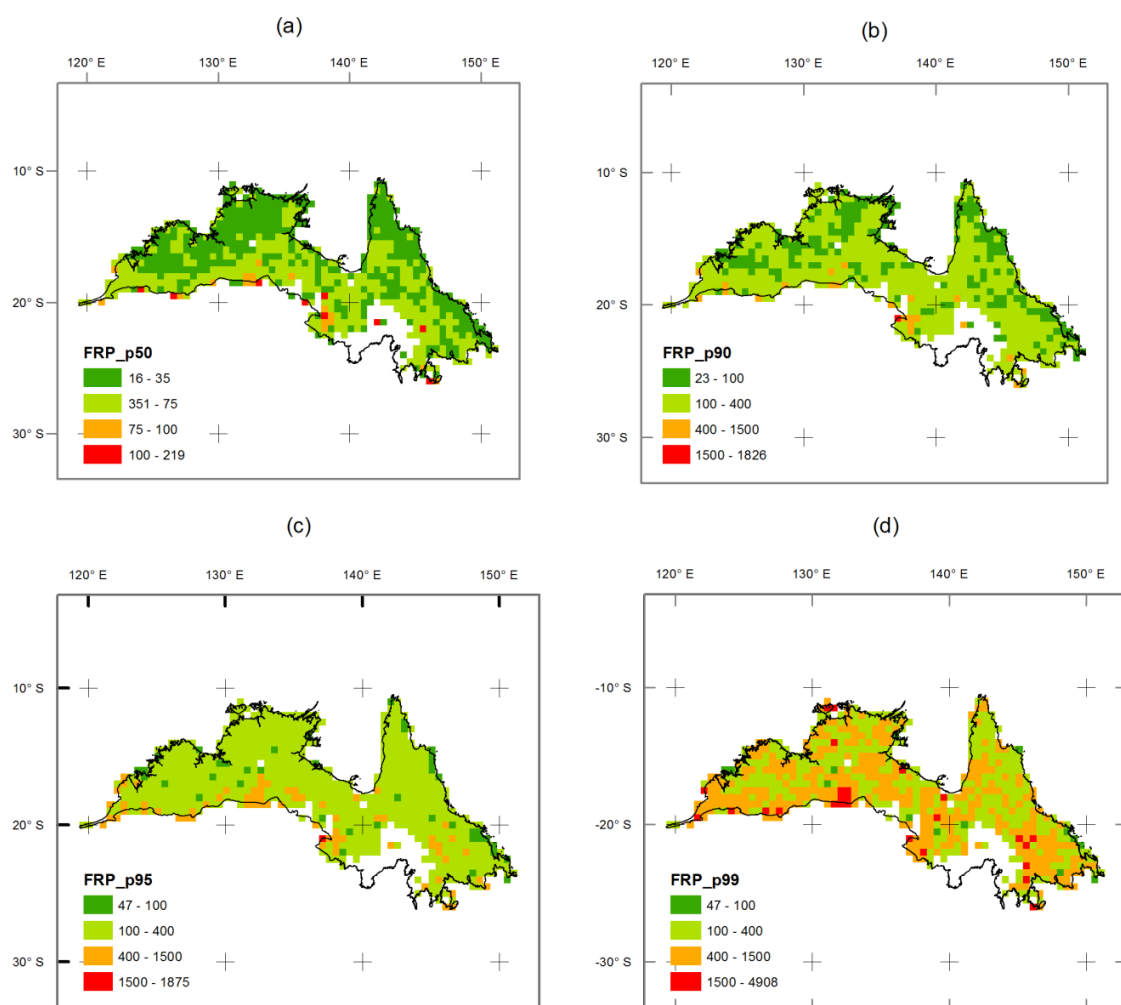 (a)
120° E 130° E 140° E 150° E
10° S
20° S
30° S
FRP_p50
16 - 35
351 - 75
75 - 100
100 - 219
(b)
120° E 130° E 140° E 150° E
10° S
20° S
30° S
FRP_p90
23 - 100
100 - 400
400 - 1500
1500 - 1826
(c)
120° E 130° E 140° E 150° E
10° S
20° S
30° S
FRP_p95
47 - 100
100 - 400
400 - 1500
1500 - 1875
(d)
120° E 130° E 140° E 150° E
-10° S
-20° S
-30° S
FRP_p99
47 - 100
100 - 400
400 - 1500
1500 - 4908